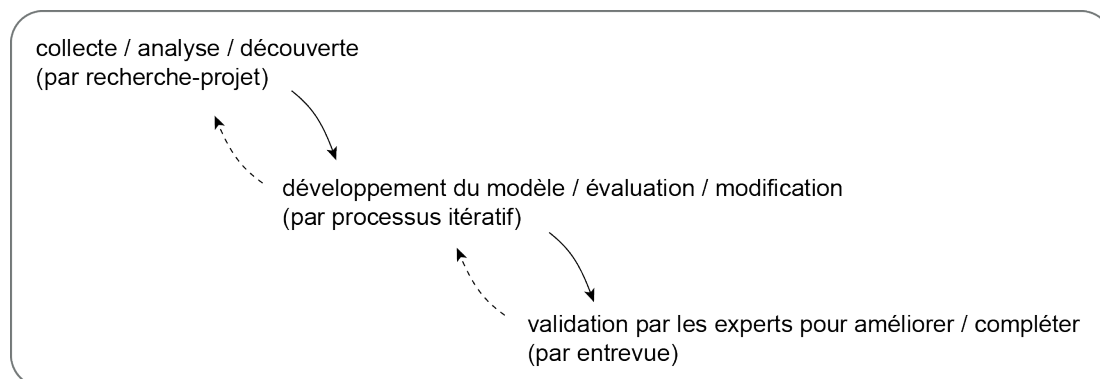 collecte / analyse / découverte
(par recherche-projet)
développement du modèle / évaluation / modification
(par processus itératif)
validation par les experts pour améliorer / compléter
(par entrevue)